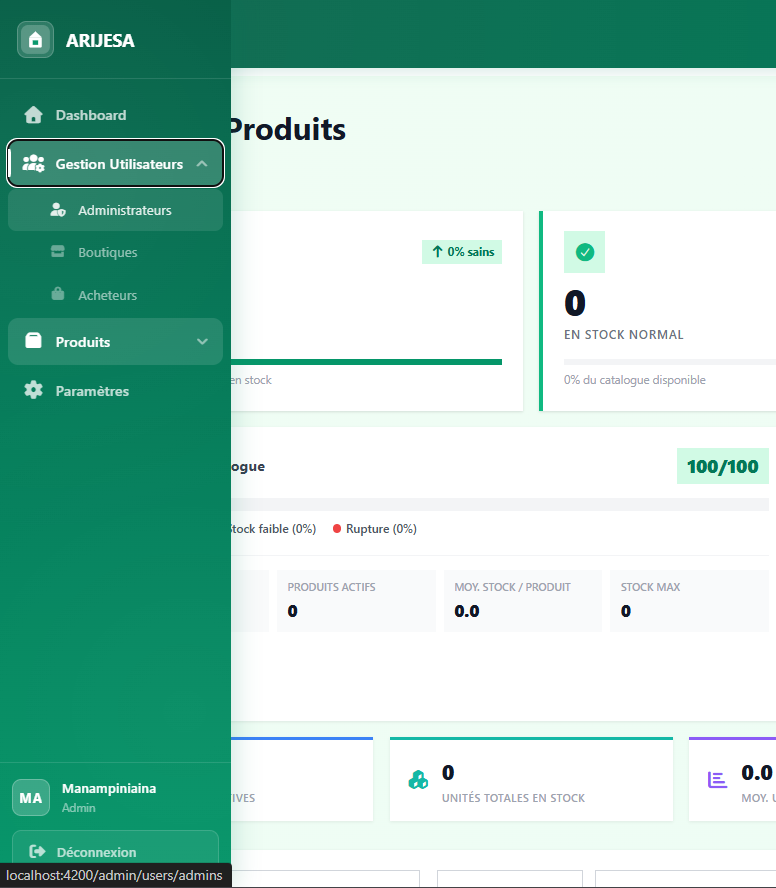 ARIJESA
Dashboard
Gestion Utilisateurs
Administrateurs
Boutiques
Acheteurs
Produits
Paramètres
MA
Manampiniaina
Admin
Déconnexion
localhost:4200/admin/users/admins
Produits
0% sains
en stock
0
EN STOCK NORMAL
0% du catalogue disponible
ogue
100/100
Stock faible (0%)
Rupture (0%)
PRODUITS ACTIFS
0
MOY. STOCK / PRODUIT
0.0
STOCK MAX
0
IVES
0
UNITÉS TOTALES EN STOCK
0.0
MOY. U